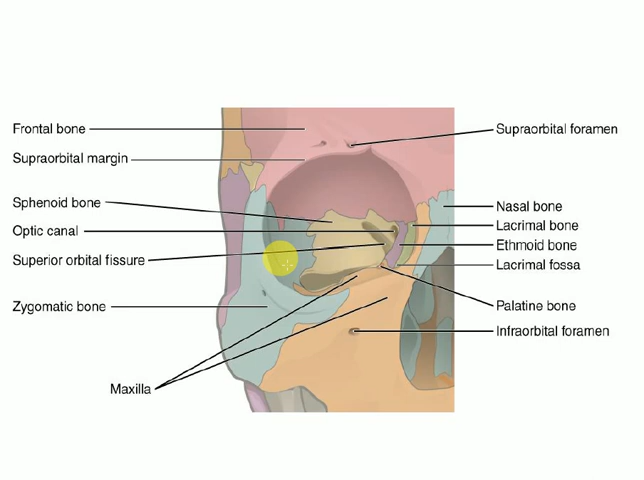 Frontal bone
Supraorbital margin
Sphenoid bone
Optic canal
Superior orbital fissure
Zygomatic bone
Maxilla
Supraorbital foramen
Nasal bone
Lacrimal bone
Ethmoid bone
Lacrimal fossa
Palatine bone
Infraorbital foramen